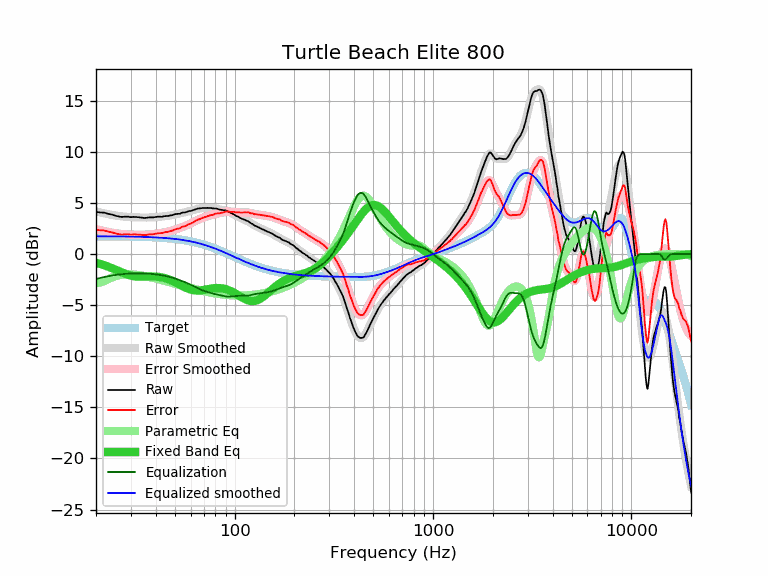 Turtle Beach Elite 800
15
10
5
0
−5
−10
−15
−20
−25
Amplitude (dBr)
Target
Raw Smoothed
Error Smoothed
Raw
Error
Parametric Eq
Fixed Band Eq
Equalization
Equalized smoothed
100
1000
10000
Frequency (Hz)